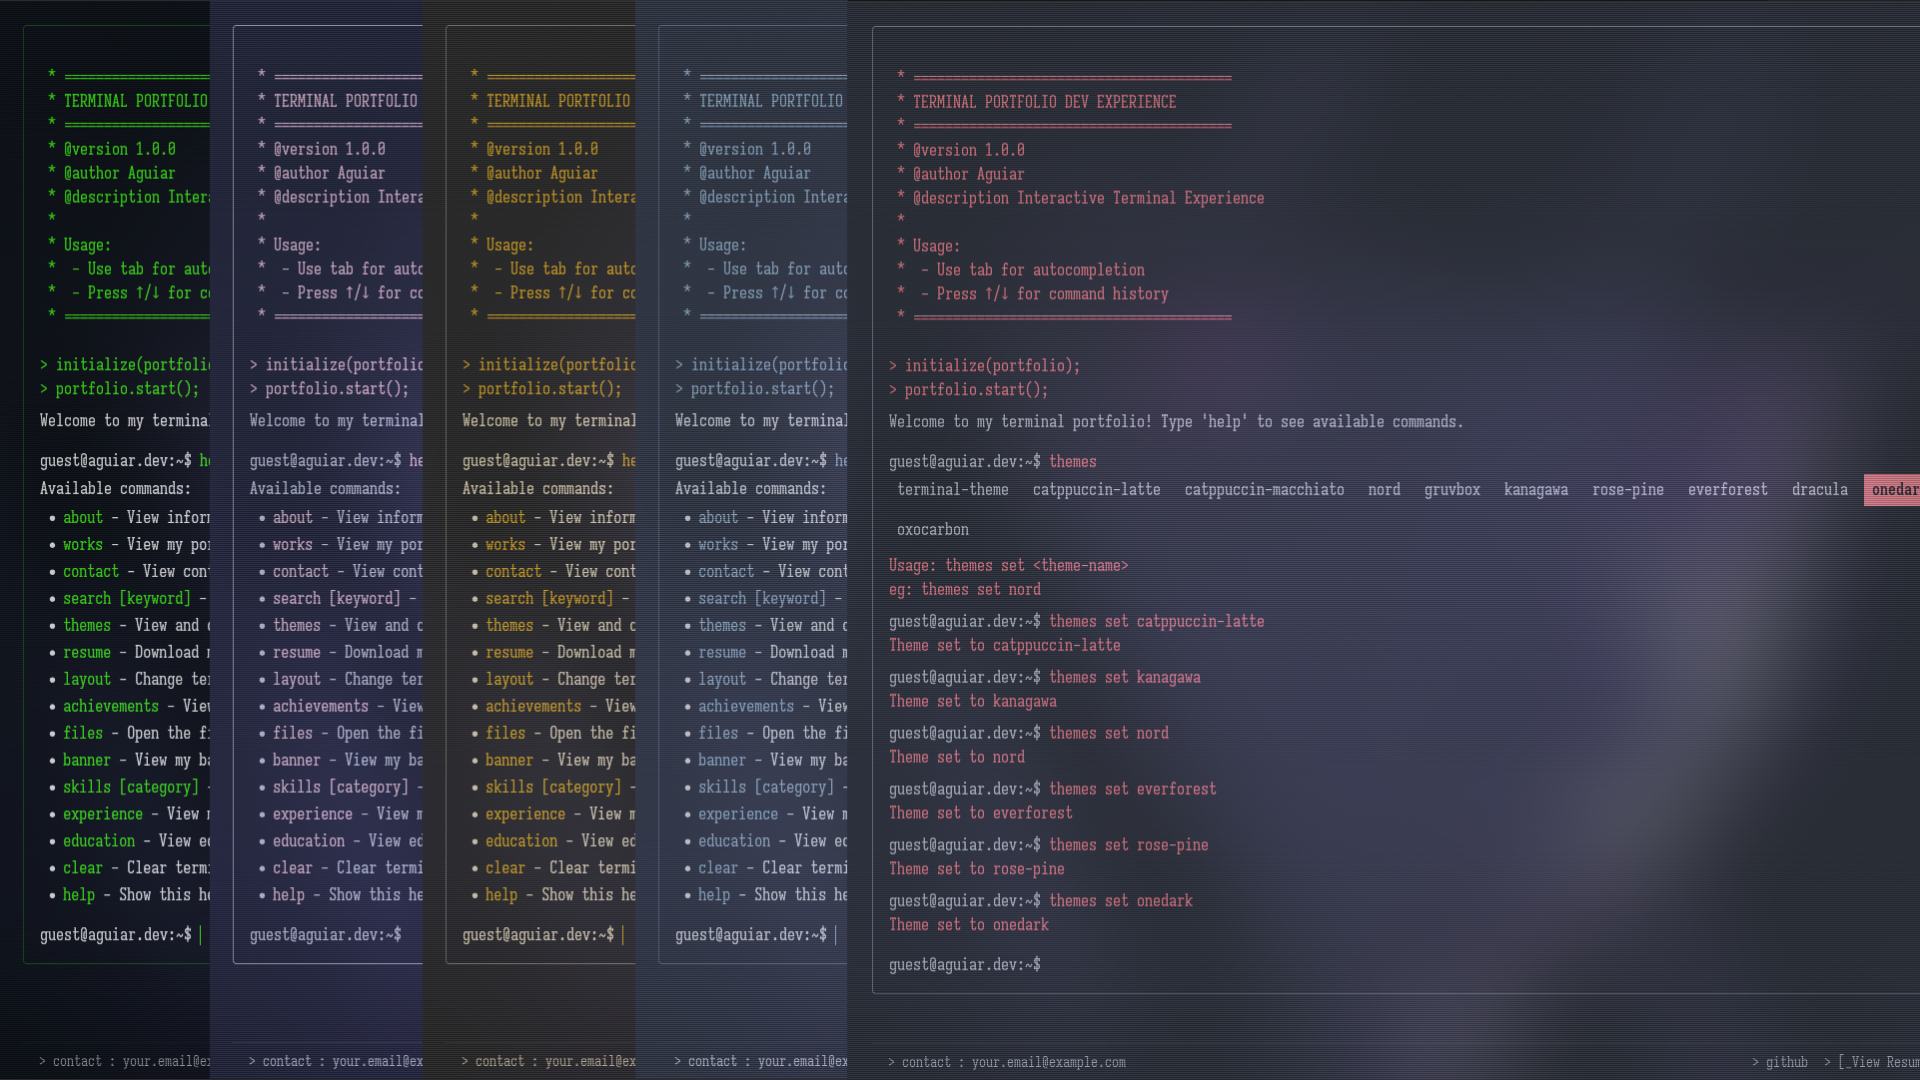 * ===================
* TERMINAL PORTFOLIO
* ===================
* @version 1.0.0
* @author Aguiar
* @description Intera
*
* Usage:
*  - Use tab for auto
*  - Press ↑/↓ for co
* ===================
> initialize(portfolio
> portfolio.start();
Welcome to my terminal
guest@aguiar.dev:~$ he
Available commands:
• about – View inform
• works – View my por
• contact – View cont
• search [keyword] –
• themes – View and c
• resume – Download m
• layout – Change ter
• achievements – View
• files – Open the fi
• banner – View my ba
• skills [category] –
• experience – View m
• education – View ed
• clear – Clear termi
• help – Show this he
guest@aguiar.dev:~$
> contact : your.email@ex
* ===================
* TERMINAL PORTFOLIO
* ===================
* @version 1.0.0
* @author Aguiar
* @description Intera
*
* Usage:
*  - Use tab for auto
*  - Press ↑/↓ for co
* ===================
> initialize(portfolio
> portfolio.start();
Welcome to my terminal
guest@aguiar.dev:~$ he
Available commands:
• about – View inform
• works – View my por
• contact – View cont
• search [keyword] –
• themes – View and c
• resume – Download m
• layout – Change ter
• achievements – View
• files – Open the fi
• banner – View my ba
• skills [category] –
• experience – View m
• education – View ed
• clear – Clear termi
• help – Show this he
guest@aguiar.dev:~$
> contact : your.email@ex
* ===================
* TERMINAL PORTFOLIO
* ===================
* @version 1.0.0
* @author Aguiar
* @description Intera
*
* Usage:
*  - Use tab for auto
*  - Press ↑/↓ for co
* ===================
> initialize(portfolio
> portfolio.start();
Welcome to my terminal
guest@aguiar.dev:~$ he
Available commands:
• about – View inform
• works – View my por
• contact – View cont
• search [keyword] –
• themes – View and c
• resume – Download m
• layout – Change ter
• achievements – View
• files – Open the fi
• banner – View my ba
• skills [category] –
• experience – View m
• education – View ed
• clear – Clear termi
• help – Show this he
guest@aguiar.dev:~$
> contact : your.email@ex
* ===================
* TERMINAL PORTFOLIO
* ===================
* @version 1.0.0
* @author Aguiar
* @description Intera
*
* Usage:
*  - Use tab for auto
*  - Press ↑/↓ for co
* ===================
> initialize(portfolio
> portfolio.start();
Welcome to my terminal
guest@aguiar.dev:~$ he
Available commands:
• about – View inform
• works – View my por
• contact – View cont
• search [keyword] –
• themes – View and c
• resume – Download m
• layout – Change ter
• achievements – View
• files – Open the fi
• banner – View my ba
• skills [category] –
• experience – View m
• education – View ed
• clear – Clear termi
• help – Show this he
guest@aguiar.dev:~$
> contact : your.email@ex
* ========================================
* TERMINAL PORTFOLIO DEV EXPERIENCE
* ========================================
* @version 1.0.0
* @author Aguiar
* @description Interactive Terminal Experience
*
* Usage:
*  - Use tab for autocompletion
*  - Press ↑/↓ for command history
* ========================================
> initialize(portfolio);
> portfolio.start();
Welcome to my terminal portfolio! Type 'help' to see available commands.
guest@aguiar.dev:~$ themes
terminal-theme catppuccin-latte catppuccin-macchiato nord gruvbox kanagawa rose-pine everforest dracula onedar
oxocarbon
Usage: themes set <theme-name>
eg: themes set nord
guest@aguiar.dev:~$ themes set catppuccin-latte
Theme set to catppuccin-latte
guest@aguiar.dev:~$ themes set kanagawa
Theme set to kanagawa
guest@aguiar.dev:~$ themes set nord
Theme set to nord
guest@aguiar.dev:~$ themes set everforest
Theme set to everforest
guest@aguiar.dev:~$ themes set rose-pine
Theme set to rose-pine
guest@aguiar.dev:~$ themes set onedark
Theme set to onedark
guest@aguiar.dev:~$
> contact : your.email@example.com > github > [_View Resum